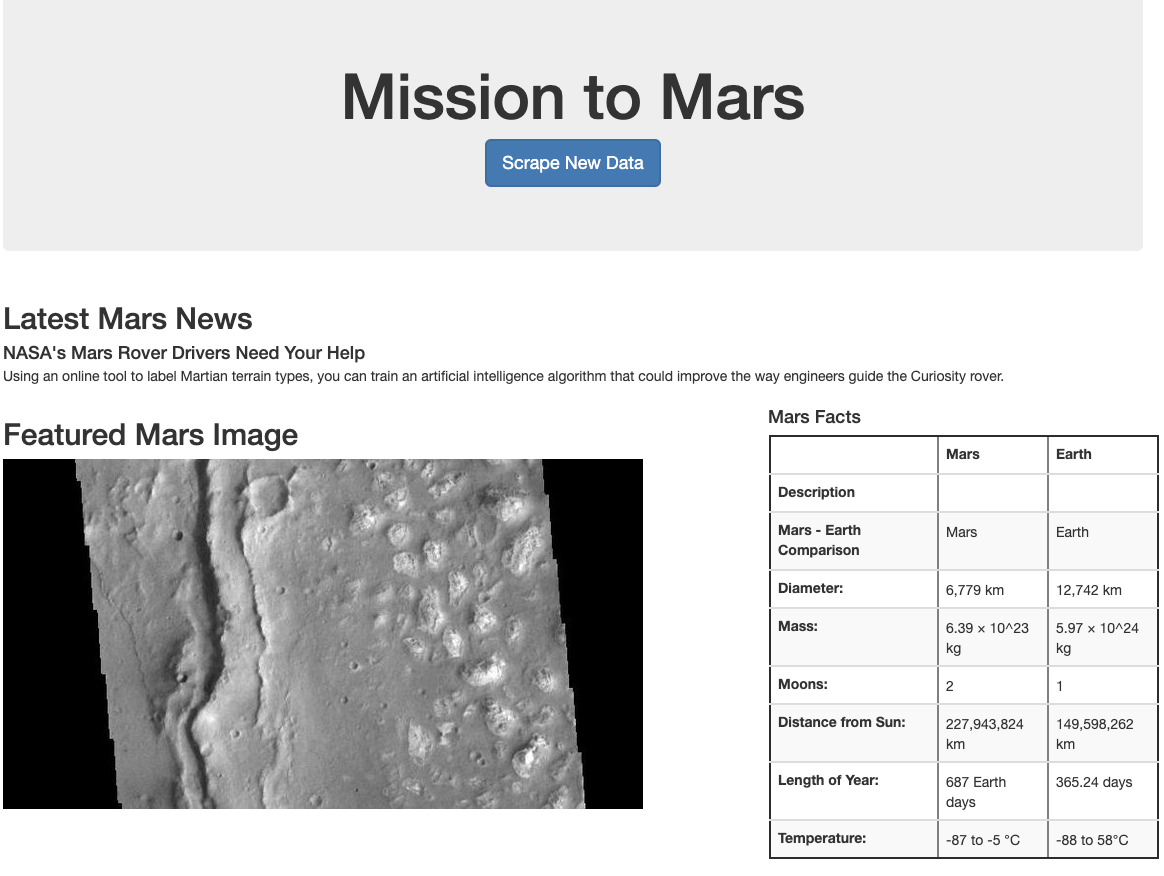 Mission to Mars
Scrape New Data
Latest Mars News
NASA's Mars Rover Drivers Need Your Help
Using an online tool to label Martian terrain types, you can train an artificial intelligence algorithm that could improve the way engineers guide the Curiosity rover.
Featured Mars Image
Mars Facts
Mars Earth
Description
Mars - Earth
Comparison Mars Earth
Diameter: 6,779 km 12,742 km
Mass: 6.39 × 10^23 5.97 × 10^24
kg kg
Moons: 2 1
Distance from Sun: 227,943,824 149,598,262
km km
Length of Year: 687 Earth 365.24 days
days
Temperature: -87 to -5 °C -88 to 58°C